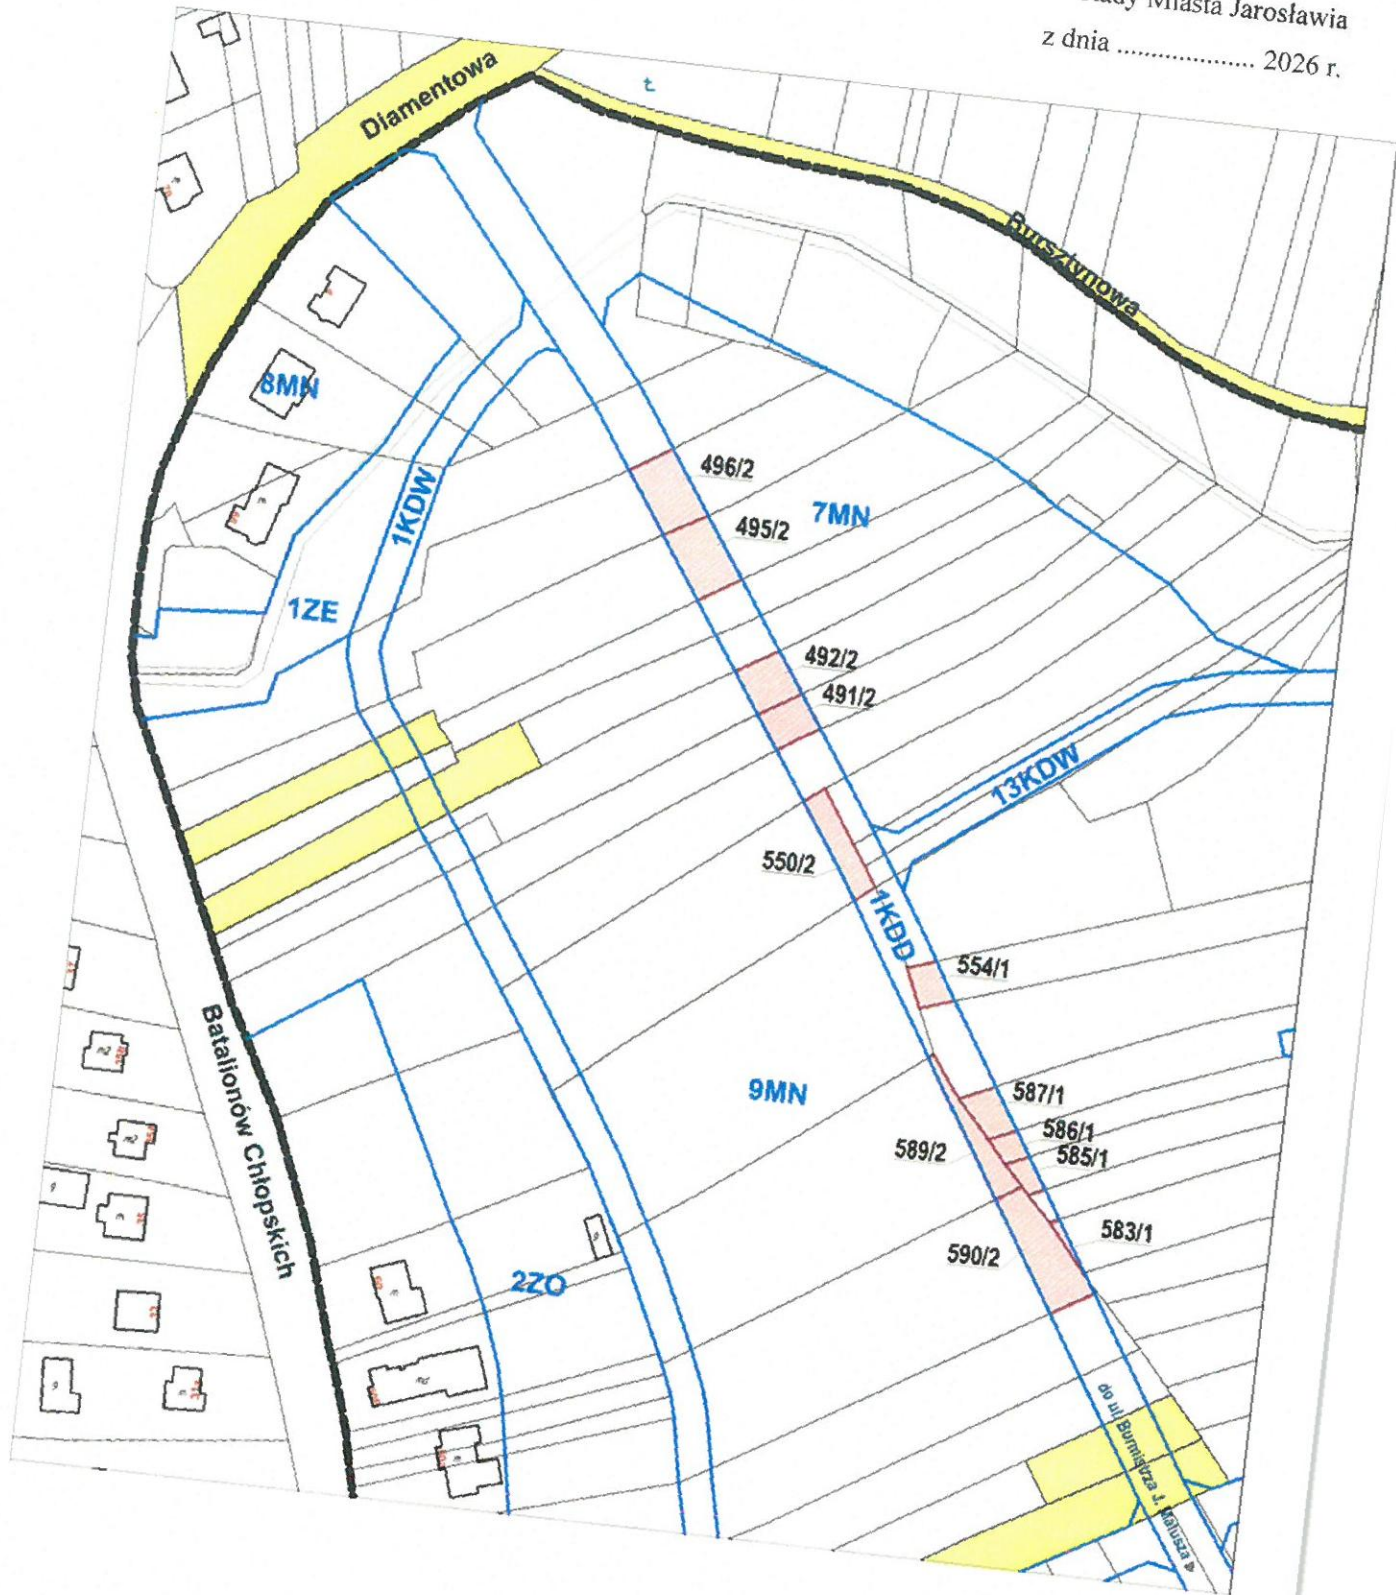 Miasta Jarosławia
z dnia ................... 2026 r.
Diamentowa
ł
Bursztynowa
8MN
496/2
7MN
1KDW
495/2
1ZE
492/2
491/2
13KDW
550/2
1KDD
554/1
Batalionów Chłopskich
9MN
587/1
586/1
589/2
585/1
583/1
590/2
2ZO
do ul. Burmistrza J. Matusza